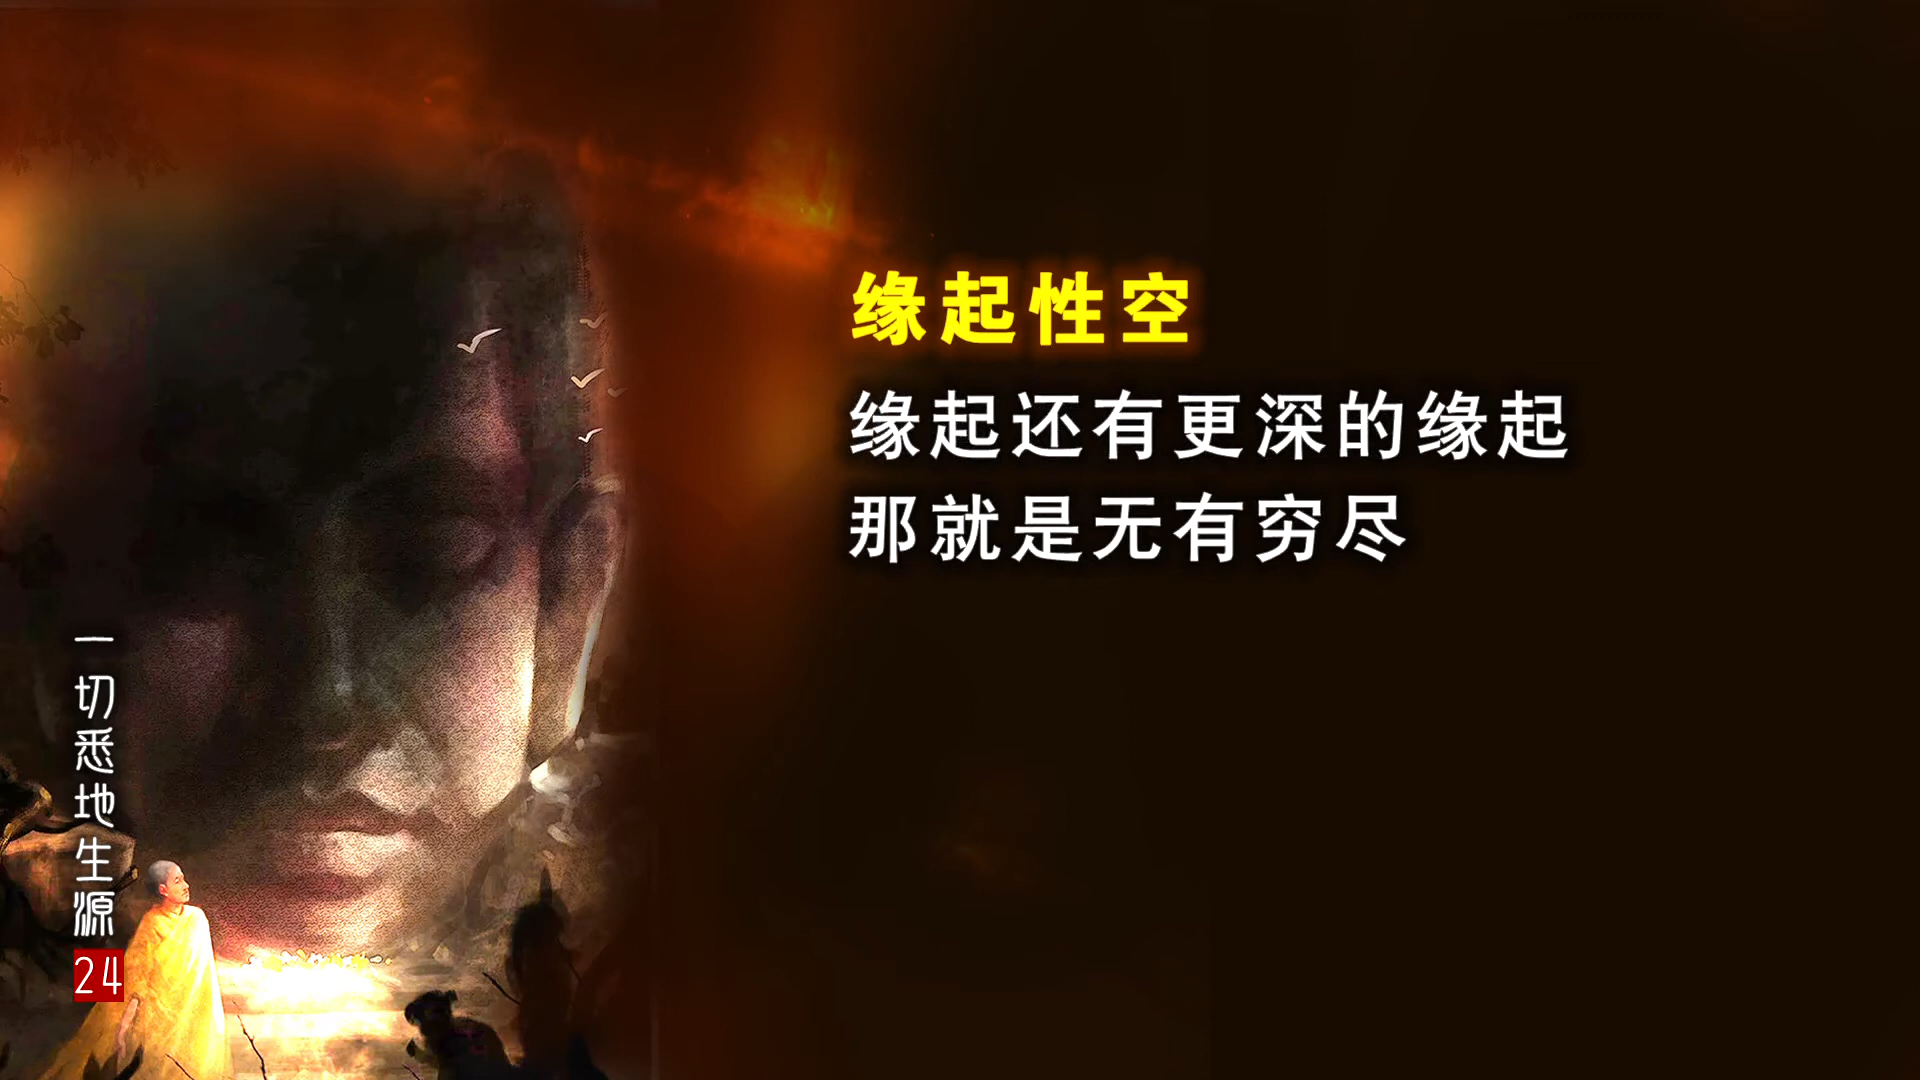 缘起性空
缘起还有更深的缘起
那就是无有穷尽
一切悉地生源
24